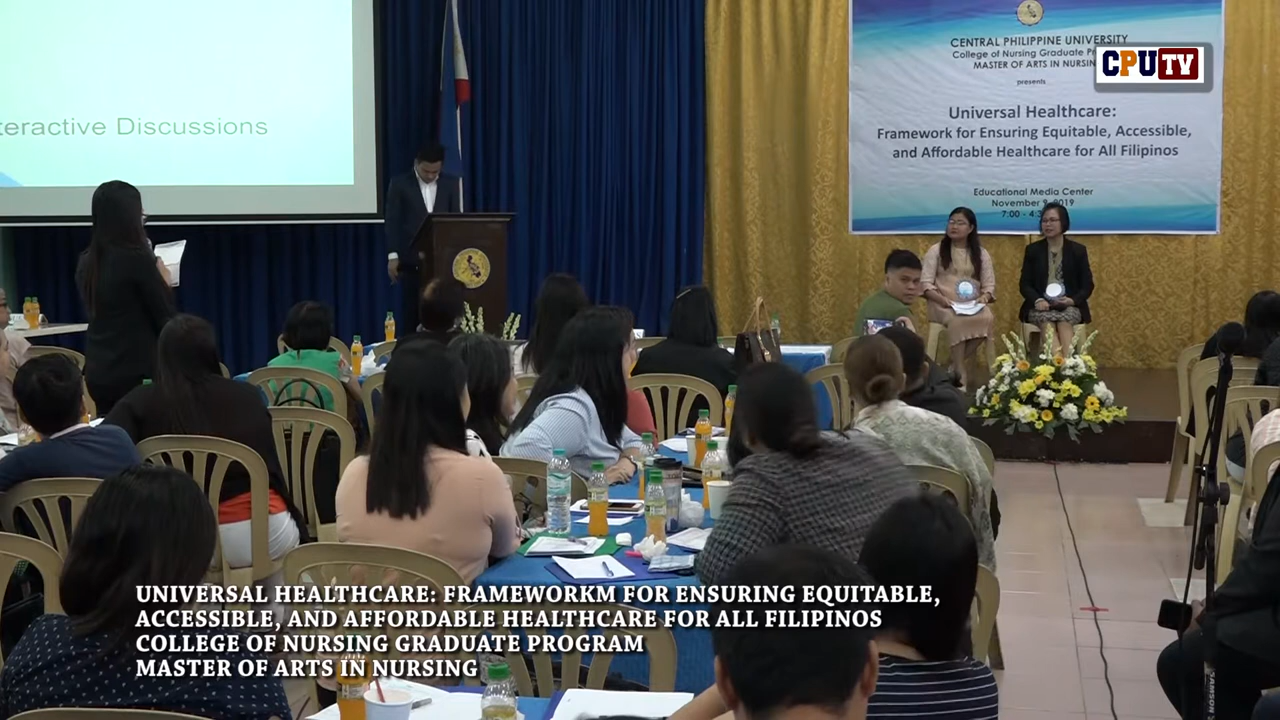 teractive Discussions
CENTRAL PHILIPPINE UNIVERSITY
College of Nursing Graduate
MASTER OF ARTS IN NURSIN
presents
CPUTV
Universal Healthcare:
Framework for Ensuring Equitable, Accessible,
and Affordable Healthcare for All Filipinos
Educational Media Center
November 9, 2019
7:00 - 4:3
UNIVERSAL HEALTHCARE: FRAMEWORKM FOR ENSURING EQUITABLE,
ACCESSIBLE, AND AFFORDABLE HEALTHCARE FOR ALL FILIPINOS
COLLEGE OF NURSING GRADUATE PROGRAM
MASTER OF ARTS IN NURSING
SAMSON